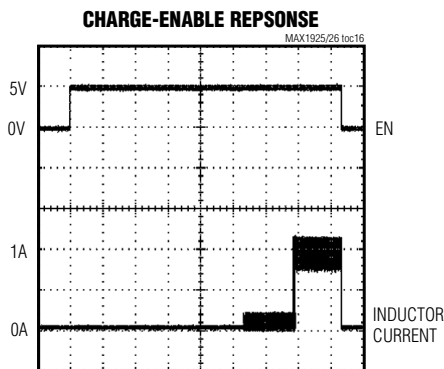 CHARGE-ENABLE REPSONSE
MAX1925/26 toc16
5V
0V
EN
1A
0A
INDUCTOR
CURRENT